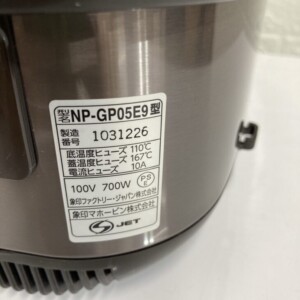 型名 NP-GP05E9型
製造番号 1031226
底温度ヒューズ 110℃
蓋温度ヒューズ 167℃
電流ヒューズ 10A
100V 700W PSE
象印ファクトリー・ジャパン株式会社
象印マホービン株式会社
JET